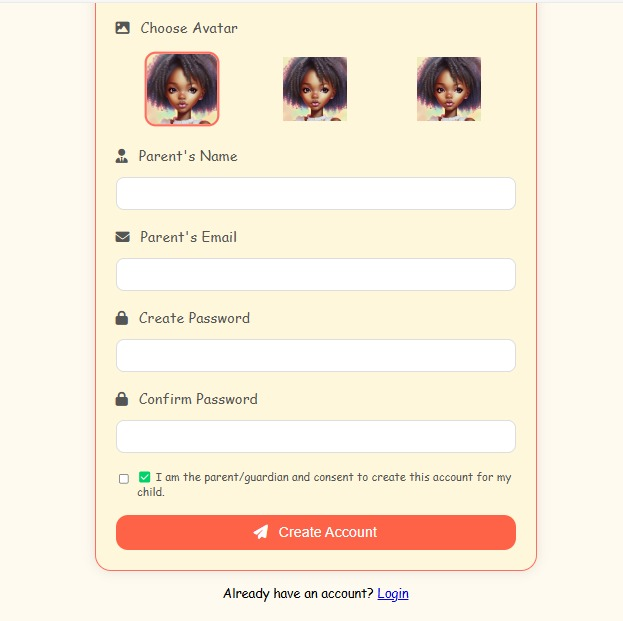 Choose Avatar
Parent's Name
Parent's Email
Create Password
Confirm Password
I am the parent/guardian and consent to create this account for my
child.
Create Account
Already have an account? Login